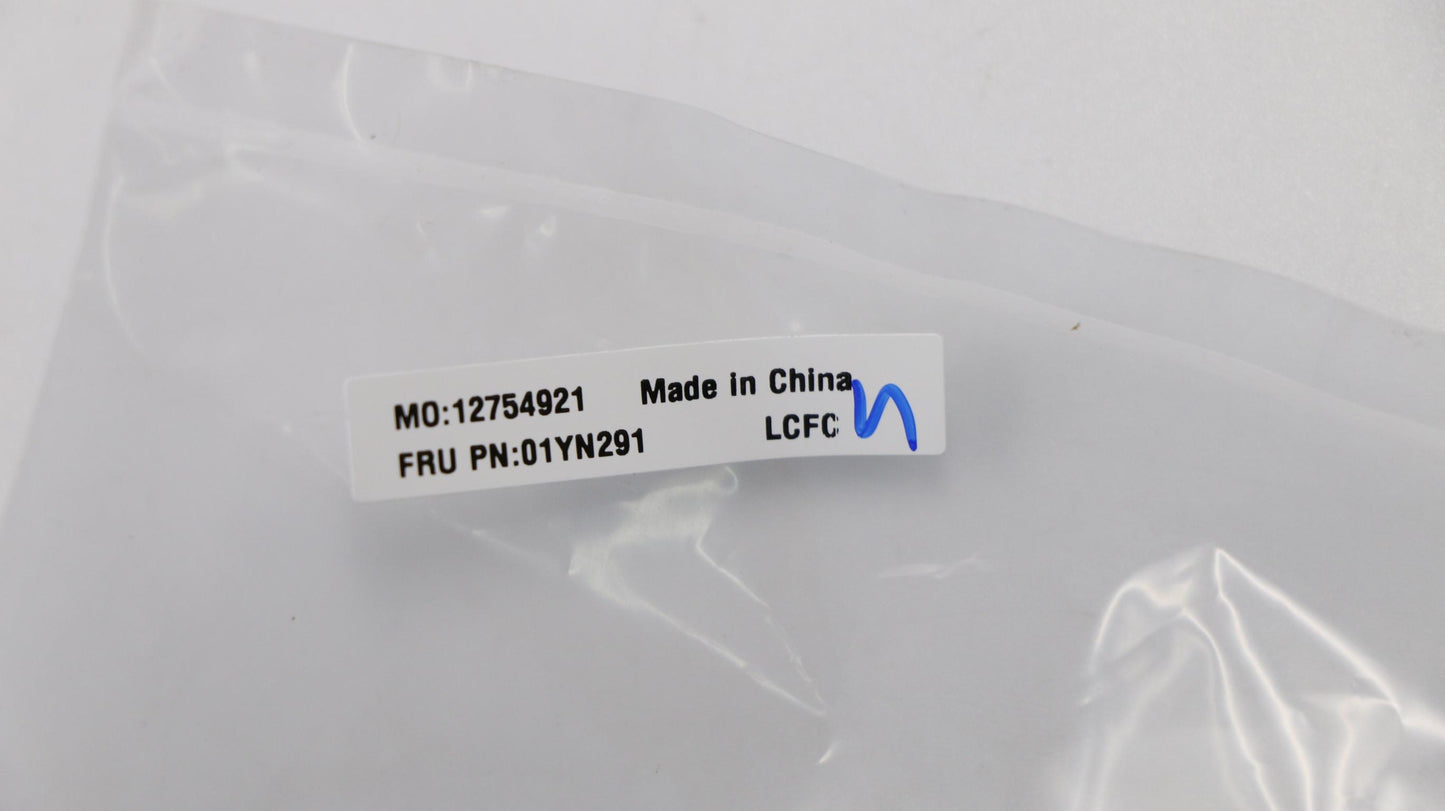 MO:12754921 Made in China
FRU PN:01YN291 LCFC